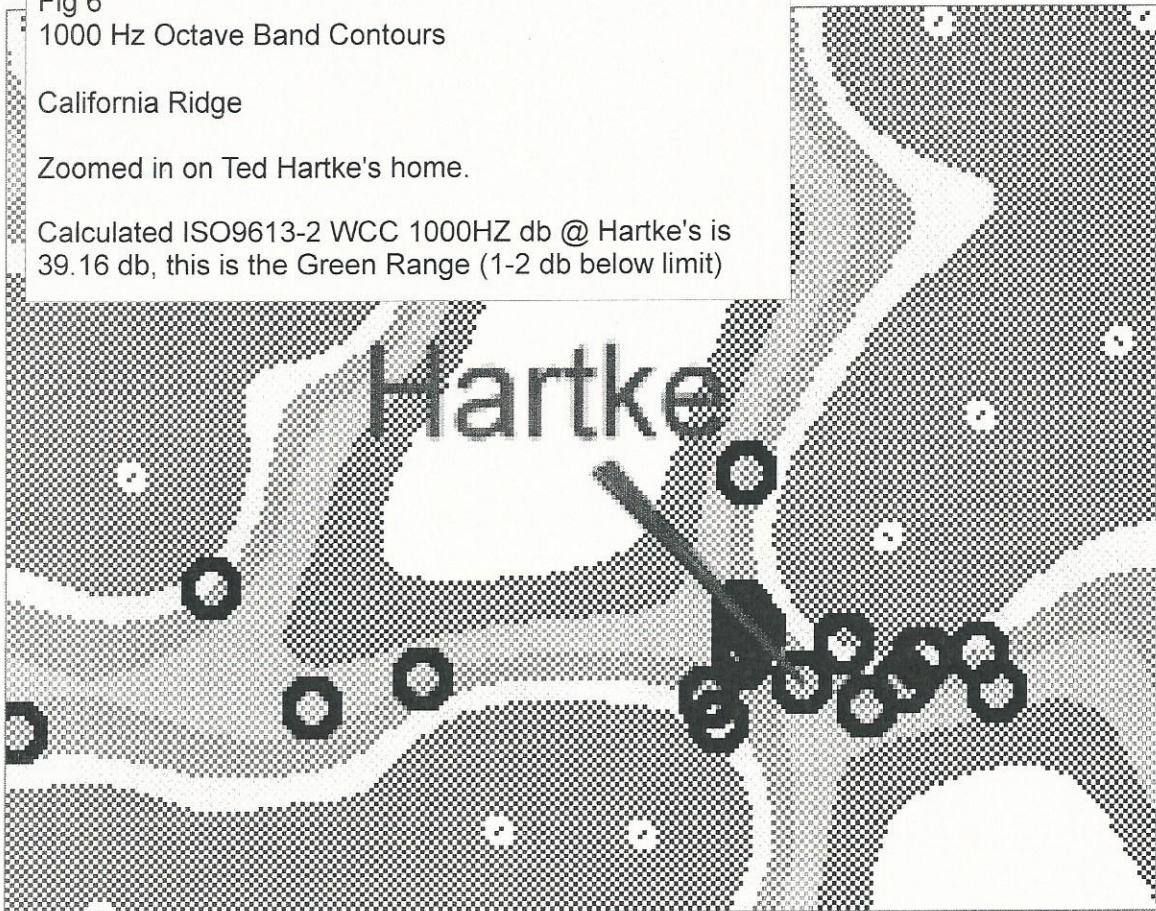 Fig 6
1000 Hz Octave Band Contours
California Ridge
Zoomed in on Ted Hartke's home.
Calculated ISO9613-2 WCC 1000HZ db @ Hartke's is
39.16 db, this is the Green Range (1-2 db below limit)
Hartke